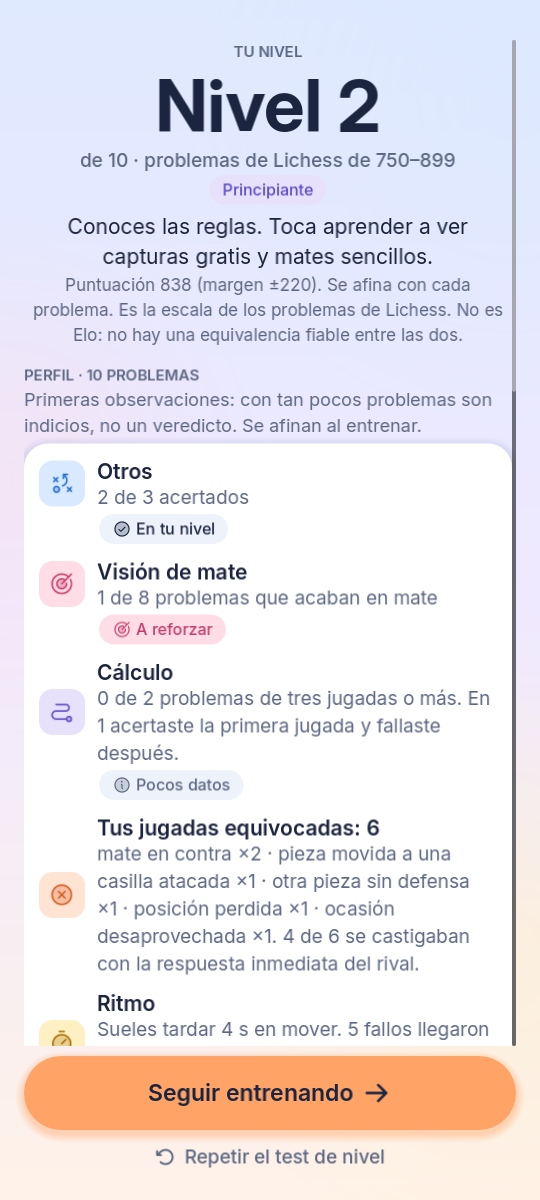 TU NIVEL
Nivel 2
de 10 · problemas de Lichess de 750–899
Principiante
Conoces las reglas. Toca aprender a ver
capturas gratis y mates sencillos.
Puntuación 838 (margen ±220). Se afina con cada
problema. Es la escala de los problemas de Lichess. No es
Elo: no hay una equivalencia fiable entre las dos.
PERFIL · 10 PROBLEMAS
Primeras observaciones: con tan pocos problemas son
indicios, no un veredicto. Se afinan al entrenar.
Otros
2 de 3 acertados
En tu nivel
Visión de mate
1 de 8 problemas que acaban en mate
A reforzar
Cálculo
0 de 2 problemas de tres jugadas o más. En
1 acertaste la primera jugada y fallaste
después.
Pocos datos
Tus jugadas equivocadas: 6
mate en contra ×2 · pieza movida a una
casilla atacada ×1 · otra pieza sin defensa
×1 · posición perdida ×1 · ocasión
desaprovechada ×1. 4 de 6 se castigaban
con la respuesta inmediata del rival.
Ritmo
Sueles tardar 4 s en mover. 5 fallos llegaron
Seguir entrenando →
Repetir el test de nivel